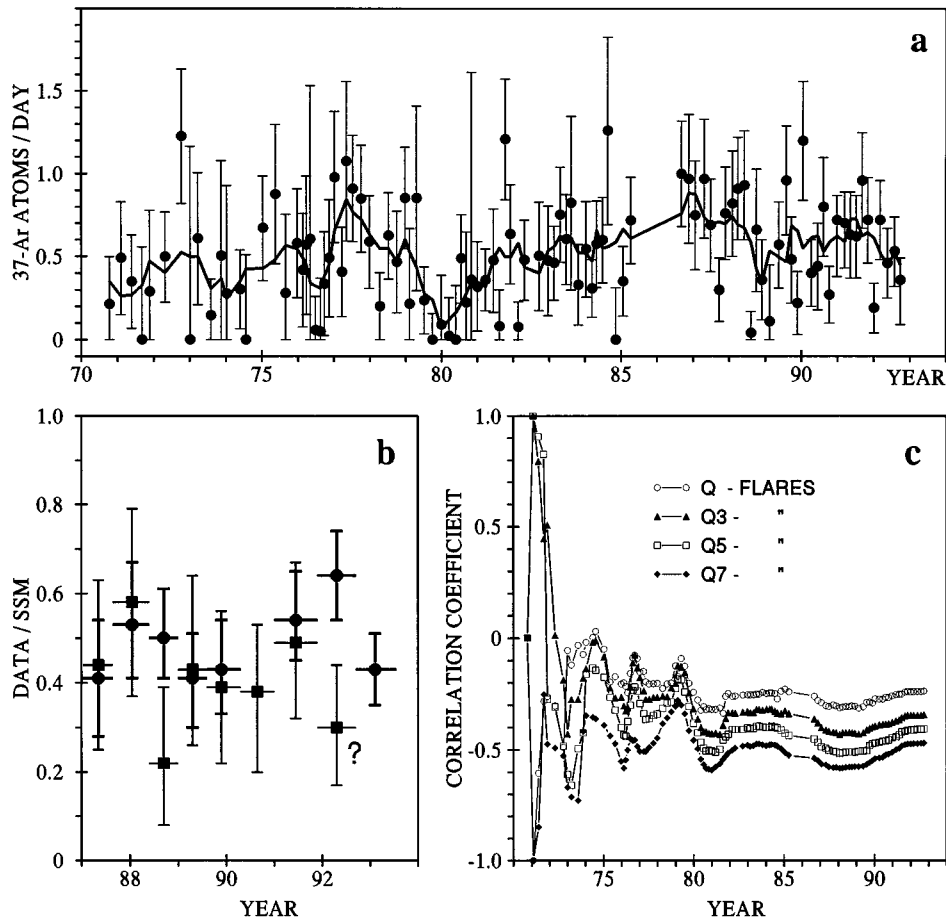 a
37-Ar ATOMS / DAY
1.5
1.0
0.5
0
70 75 80 85 90 YEAR
b
DATA / SSM
1.0
0.8
0.6
0.4
0.2
0
?
88 90 92
YEAR
c
CORRELATION COEFFICIENT
1.0
0.5
0
-0.5
-1.0
Q - FLARES
Q3 - "
Q5 - "
Q7 - "
75 80 85 90
YEAR